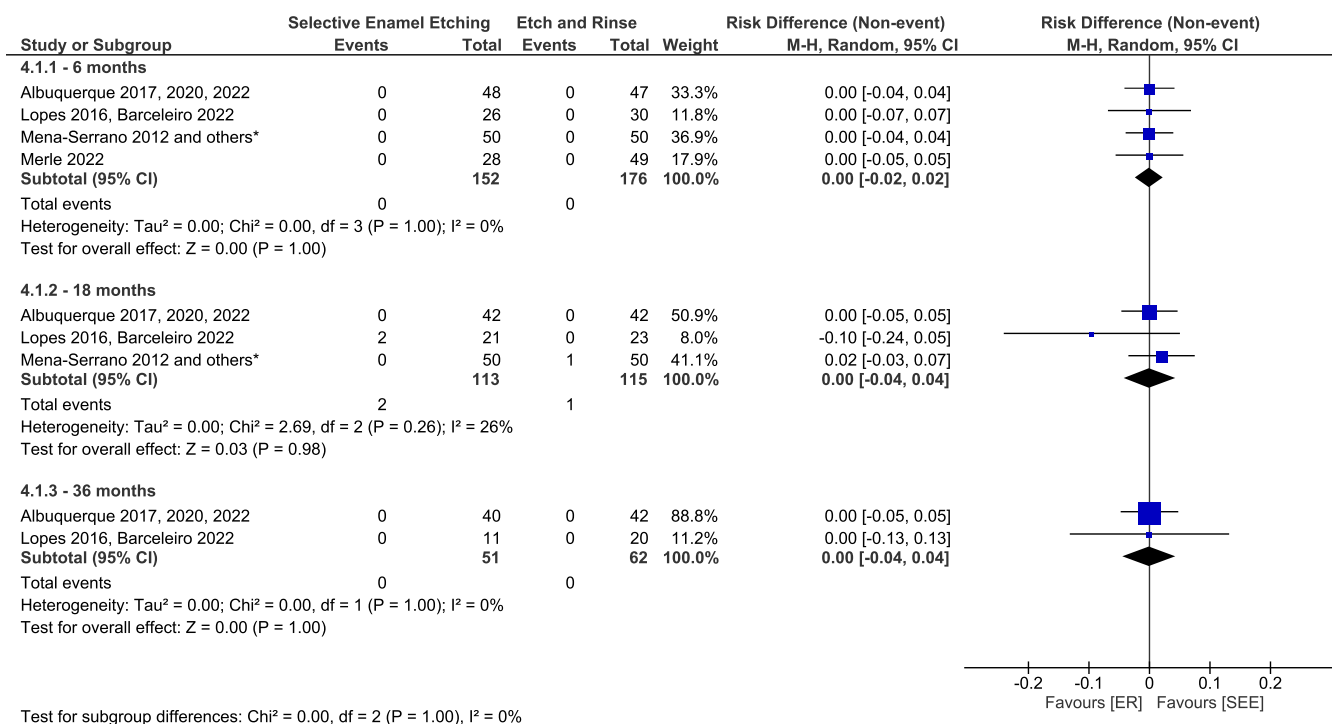 Selective Enamel Etching Etch and Rinse Risk Difference (Non-event) Risk Difference (Non-event)
Study or Subgroup Events Total Events Total Weight M-H, Random, 95% CI M-H, Random, 95% CI
4.1.1 - 6 months
Albuquerque 2017, 2020, 2022 0 48 0 47 33.3% 0.00 [-0.04, 0.04]
Lopes 2016, Barceleiro 2022 0 26 0 30 11.8% 0.00 [-0.07, 0.07]
Mena-Serrano 2012 and others* 0 50 0 50 36.9% 0.00 [-0.04, 0.04]
Merle 2022 0 28 0 49 17.9% 0.00 [-0.05, 0.05]
Subtotal (95% CI) 152 176 100.0% 0.00 [-0.02, 0.02]
Total events 0 0
Heterogeneity: Tau² = 0.00; Chi² = 0.00, df = 3 (P = 1.00); I² = 0%
Test for overall effect: Z = 0.00 (P = 1.00)
4.1.2 - 18 months
Albuquerque 2017, 2020, 2022 0 42 0 42 50.9% 0.00 [-0.05, 0.05]
Lopes 2016, Barceleiro 2022 2 21 0 23 8.0% -0.10 [-0.24, 0.05]
Mena-Serrano 2012 and others* 0 50 1 50 41.1% 0.02 [-0.03, 0.07]
Subtotal (95% CI) 113 115 100.0% 0.00 [-0.04, 0.04]
Total events 2 1
Heterogeneity: Tau² = 0.00; Chi² = 2.69, df = 2 (P = 0.26); I² = 26%
Test for overall effect: Z = 0.03 (P = 0.98)
4.1.3 - 36 months
Albuquerque 2017, 2020, 2022 0 40 0 42 88.8% 0.00 [-0.05, 0.05]
Lopes 2016, Barceleiro 2022 0 11 0 20 11.2% 0.00 [-0.13, 0.13]
Subtotal (95% CI) 51 62 100.0% 0.00 [-0.04, 0.04]
Total events 0 0
Heterogeneity: Tau² = 0.00; Chi² = 0.00, df = 1 (P = 1.00); I² = 0%
Test for overall effect: Z = 0.00 (P = 1.00)
-0.2 -0.1 0 0.1 0.2
Favours [ER] Favours [SEE]
Test for subgroup differences: Chi² = 0.00, df = 2 (P = 1.00), I² = 0%